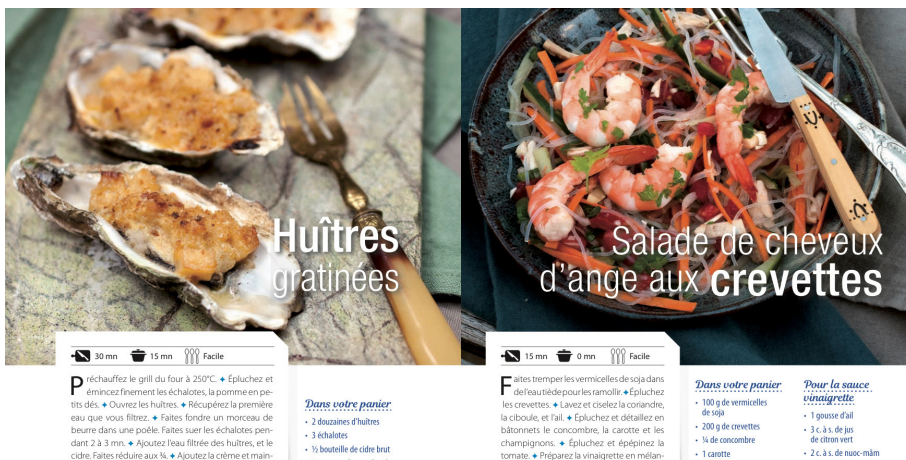 Huîtres
gratinées
30 mn 15 mn Facile
Préchauffez le grill du four à 250°C. ✦ Épluchez et
émincez finement les échalotes, la pomme en pe-
tits dés. ✦ Ouvrez les huîtres. ✦ Récupérez la première
eau que vous filtrez. ✦ Faites fondre un morceau de
beurre dans une poêle. Faites suer les échalotes pen-
dant 2 à 3 mn. ✦ Ajoutez l'eau filtrée des huîtres, et le
cidre. Faites réduire aux ¾. ✦ Ajoutez la crème et main-
Dans votre panier
• 2 douzaines d'huîtres
• 3 échalotes
• ½ bouteille de cidre brut
Salade de cheveux
d'ange aux crevettes
15 mn 0 mn Facile
Faites tremper les vermicelles de soja dans
de l'eau tiède pour les ramollir. ✦ Épluchez
les crevettes. ✦ Lavez et ciselez la coriandre,
la ciboule, et l'ail. ✦ Épluchez et détaillez en
bâtonnets le concombre, la carotte et les
champignons. ✦ Épluchez et épépinez la
tomate. ✦ Préparez la vinaigrette en mélan-
Dans votre panier
• 100 g de vermicelles
de soja
• 200 g de crevettes
• ¼ de concombre
• 1 carotte
Pour la sauce
vinaigrette
• 1 gousse d'ail
• 3 c. à s. de jus
de citron vert
• 2 c. à s. de nuoc-mâm